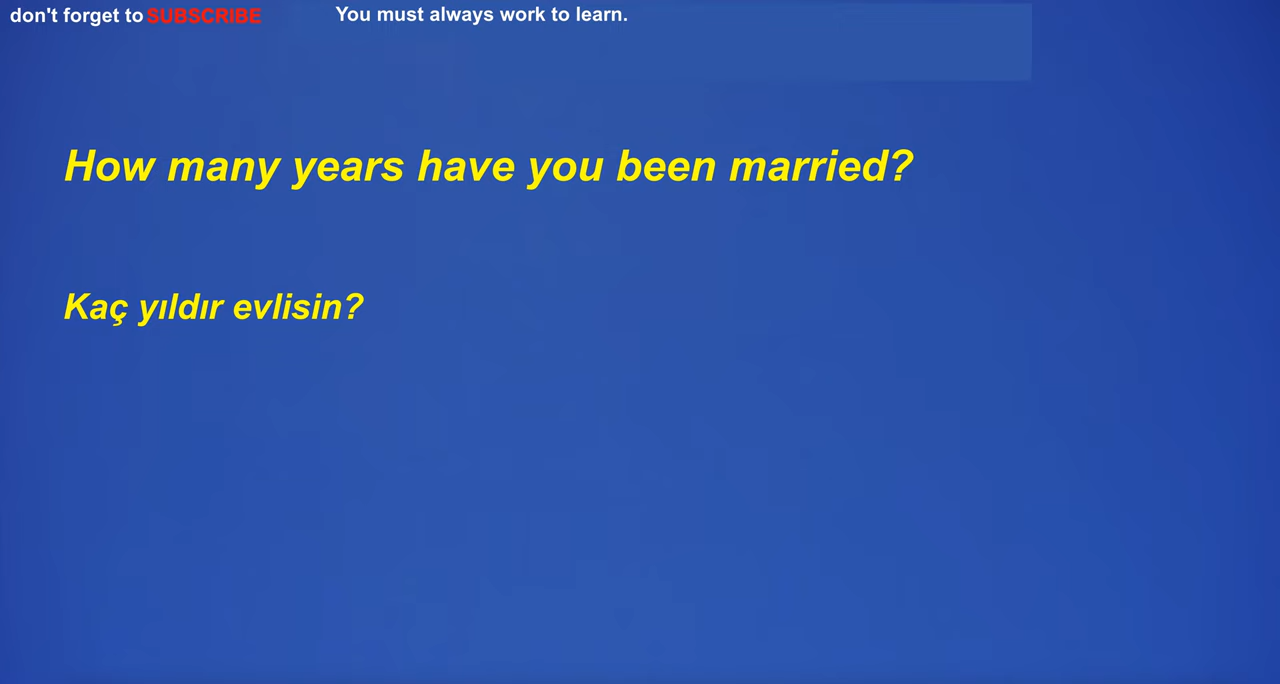 don't forget to SUBSCRIBE
You must always work to learn.
How many years have you been married?
Kaç yıldır evlisin?